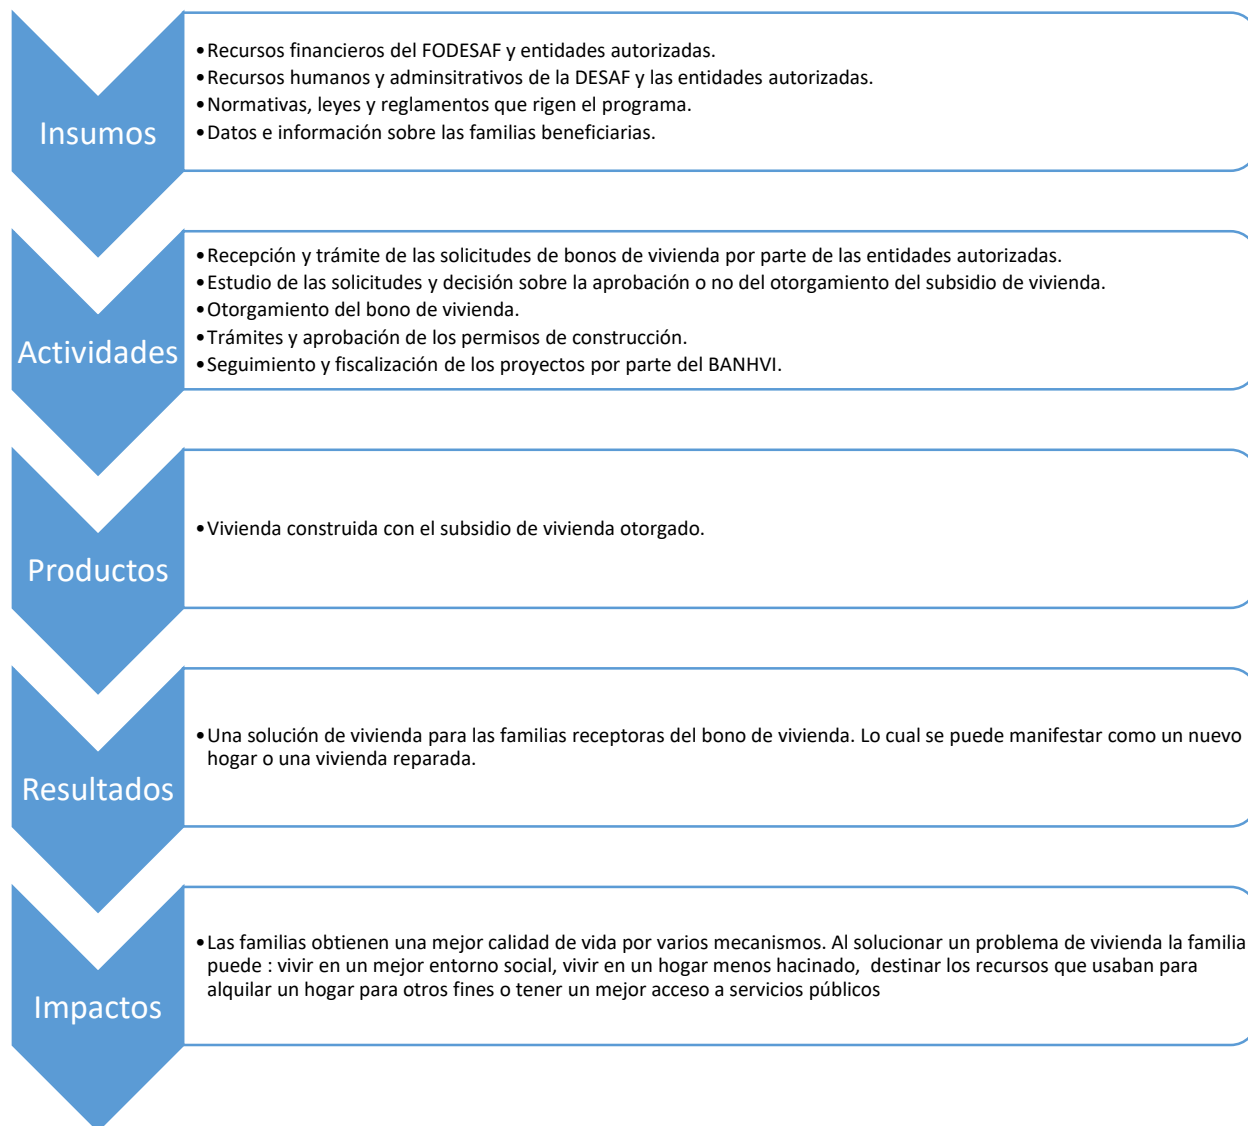 Insumos
•Recursos financieros del FODESAF y entidades autorizadas.
•Recursos humanos y adminsitrativos de la DESAF y las entidades autorizadas.
•Normativas, leyes y reglamentos que rigen el programa.
•Datos e información sobre las familias beneficiarias.
Actividades
•Recepción y trámite de las solicitudes de bonos de vivienda por parte de las entidades autorizadas.
•Estudio de las solicitudes y decisión sobre la aprobación o no del otorgamiento del subsidio de vivienda.
•Otorgamiento del bono de vivienda.
•Trámites y aprobación de los permisos de construcción.
•Seguimiento y fiscalización de los proyectos por parte del BANHVI.
Productos
•Vivienda construida con el subsidio de vivienda otorgado.
Resultados
•Una solución de vivienda para las familias receptoras del bono de vivienda. Lo cual se puede manifestar como un nuevo
hogar o una vivienda reparada.
Impactos
•Las familias obtienen una mejor calidad de vida por varios mecanismos. Al solucionar un problema de vivienda la familia
puede : vivir en un mejor entorno social, vivir en un hogar menos hacinado,  destinar los recursos que usaban para
alquilar un hogar para otros fines o tener un mejor acceso a servicios públicos